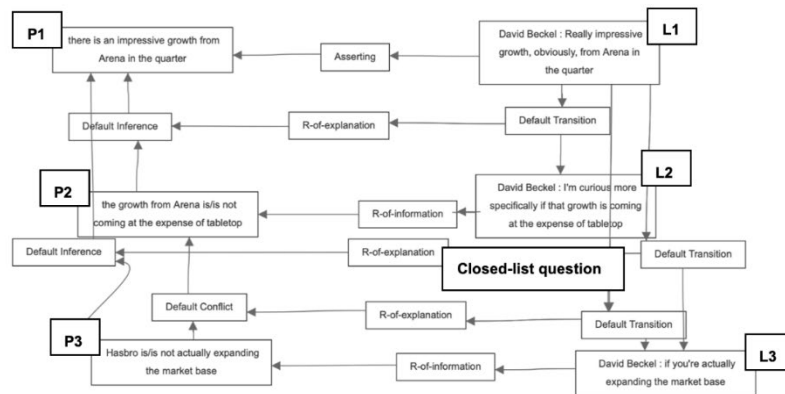 P1
there is an impressive growth from
Arena in the quarter
Asserting
David Beckel : Really impressive
growth, obviously, from Arena in
the quarter
L1
Default Inference
R-of-explanation
Default Transition
P2
the growth from Arena is/is not
coming at the expense of tabletop
R-of-information
David Beckel : I'm curious more
specifically if that growth is coming
at the expense of tabletop
L2
Default Inference
R-of-explanation
Default Transition
Closed-list question
Default Conflict
R-of-explanation
Default Transition
P3
Hasbro is/is not actually expanding
the market base
R-of-information
David Beckel : if you're actually
expanding the market base
L3